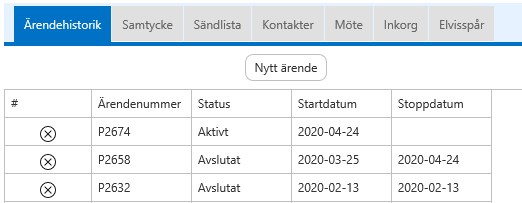 Ärendehistorik Samtycke Sändlista Kontakter Möte Inkorg Elvisspår
Nytt ärende
# Ärendenummer Status Startdatum Stoppdatum
P2674 Aktivt 2020-04-24
P2658 Avslutat 2020-03-25 2020-04-24
P2632 Avslutat 2020-02-13 2020-02-13